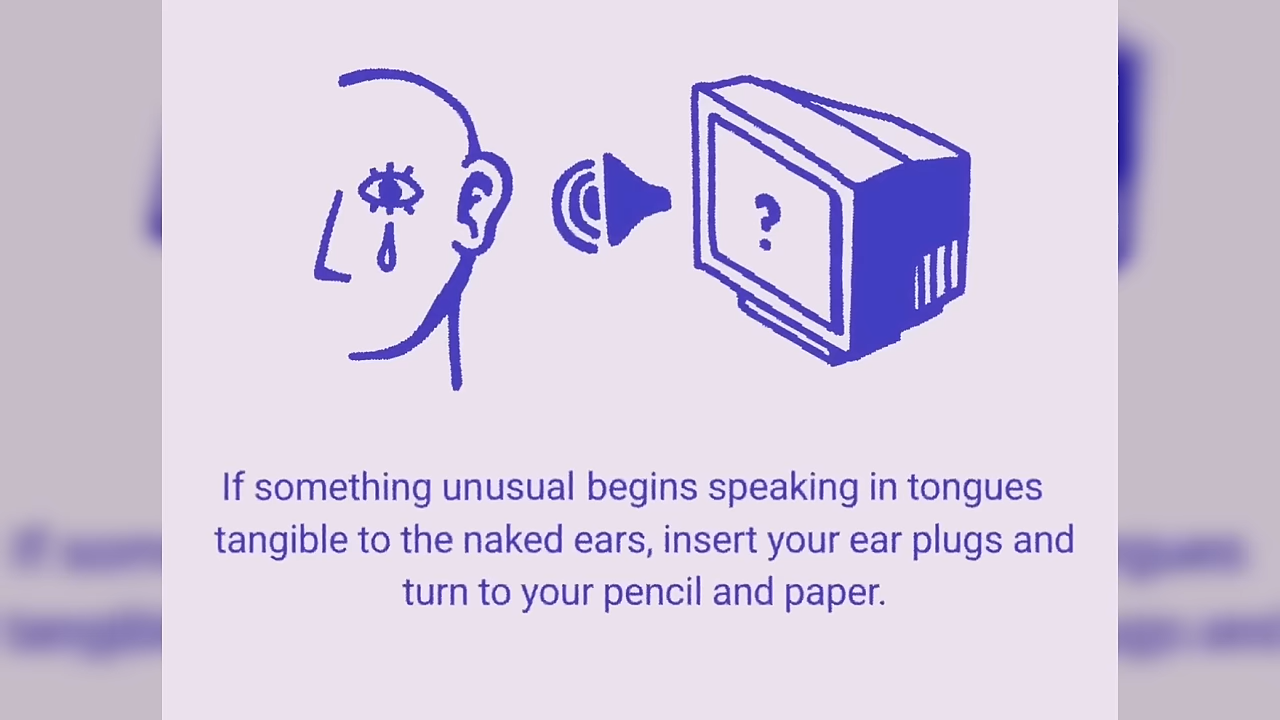 ?
If something unusual begins speaking in tongues
tangible to the naked ears, insert your ear plugs and
turn to your pencil and paper.